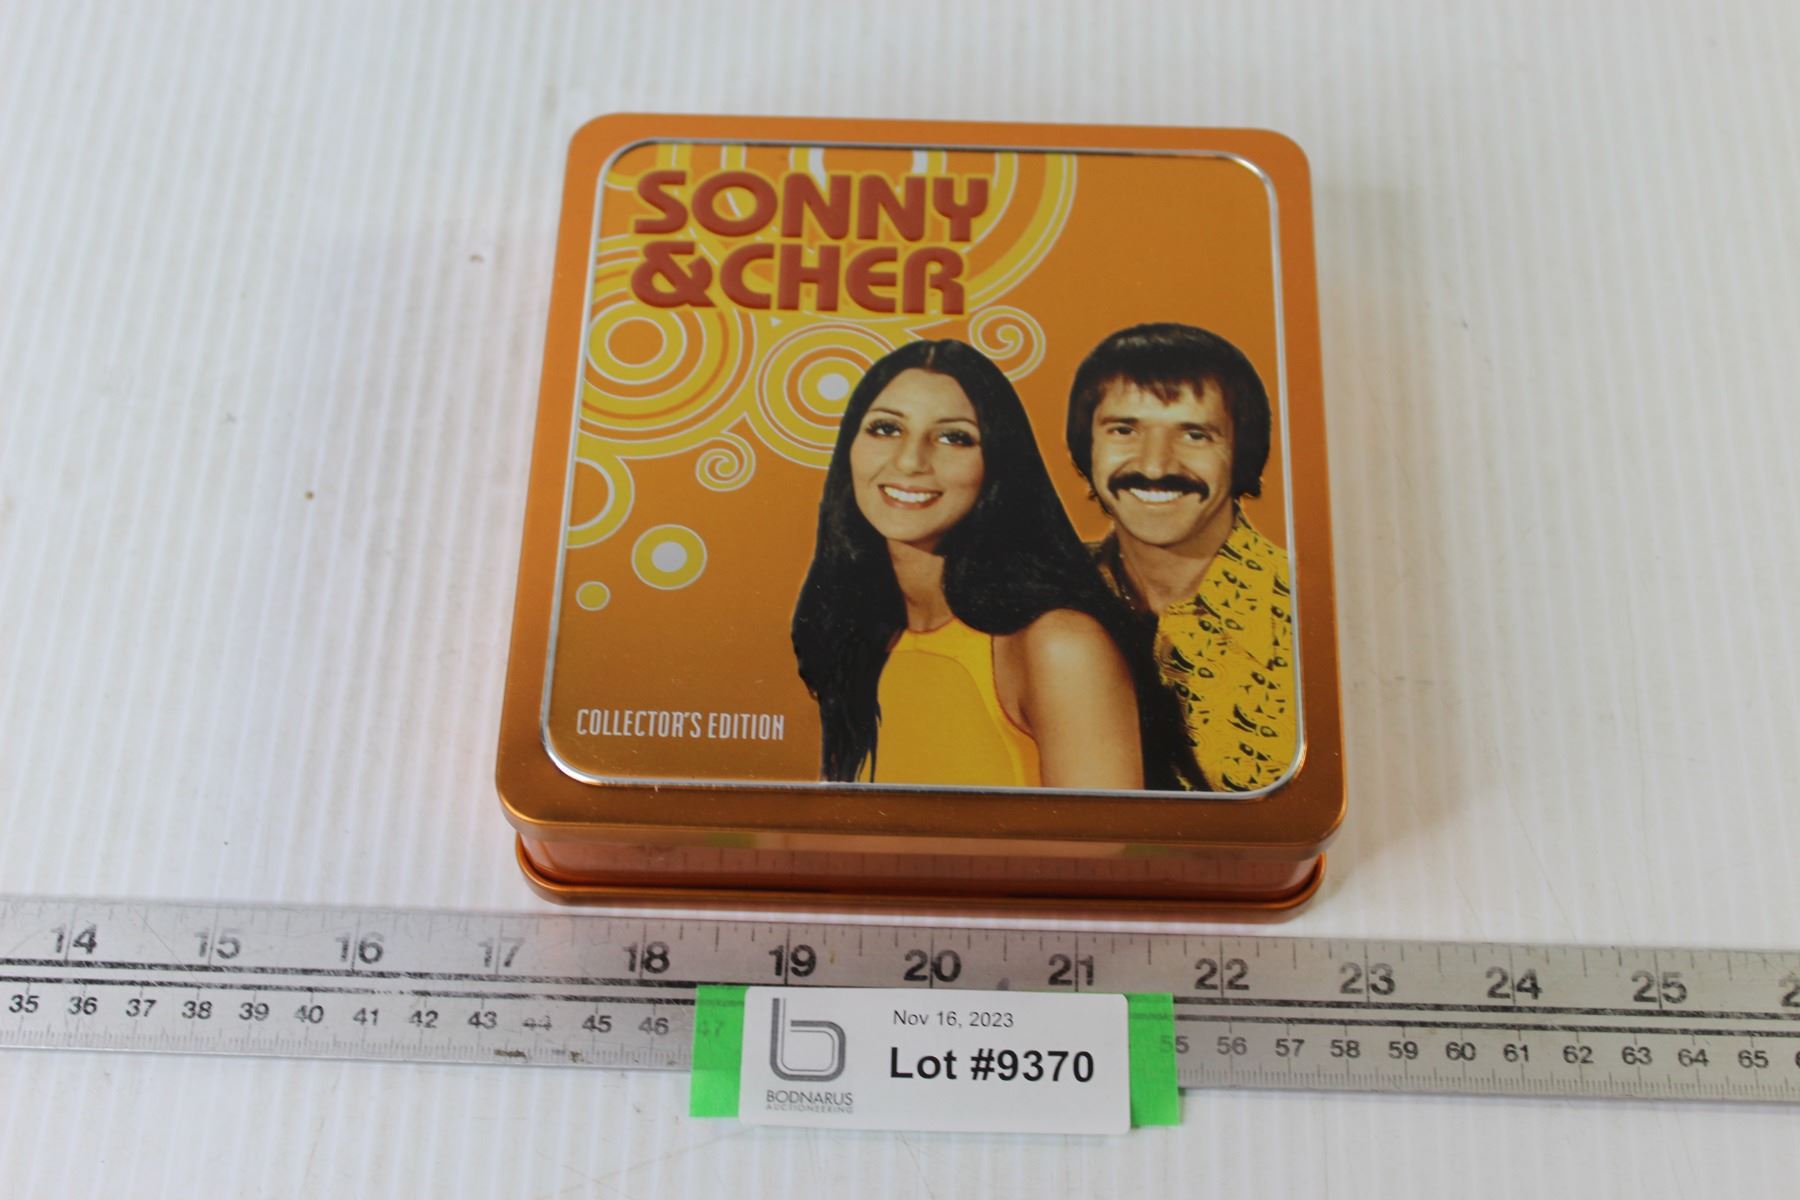 SONNY
&CHER
COLLECTOR'S EDITION
14 15 16 17 18 19 20 21 22 23 24 25
35 36 37 38 39 40 41 42 43 44 45 46 47 55 56 57 58 59 60 61 62 63 64 65
Nov 16, 2023
Lot #9370
BODNARUS
AUCTIONEERING